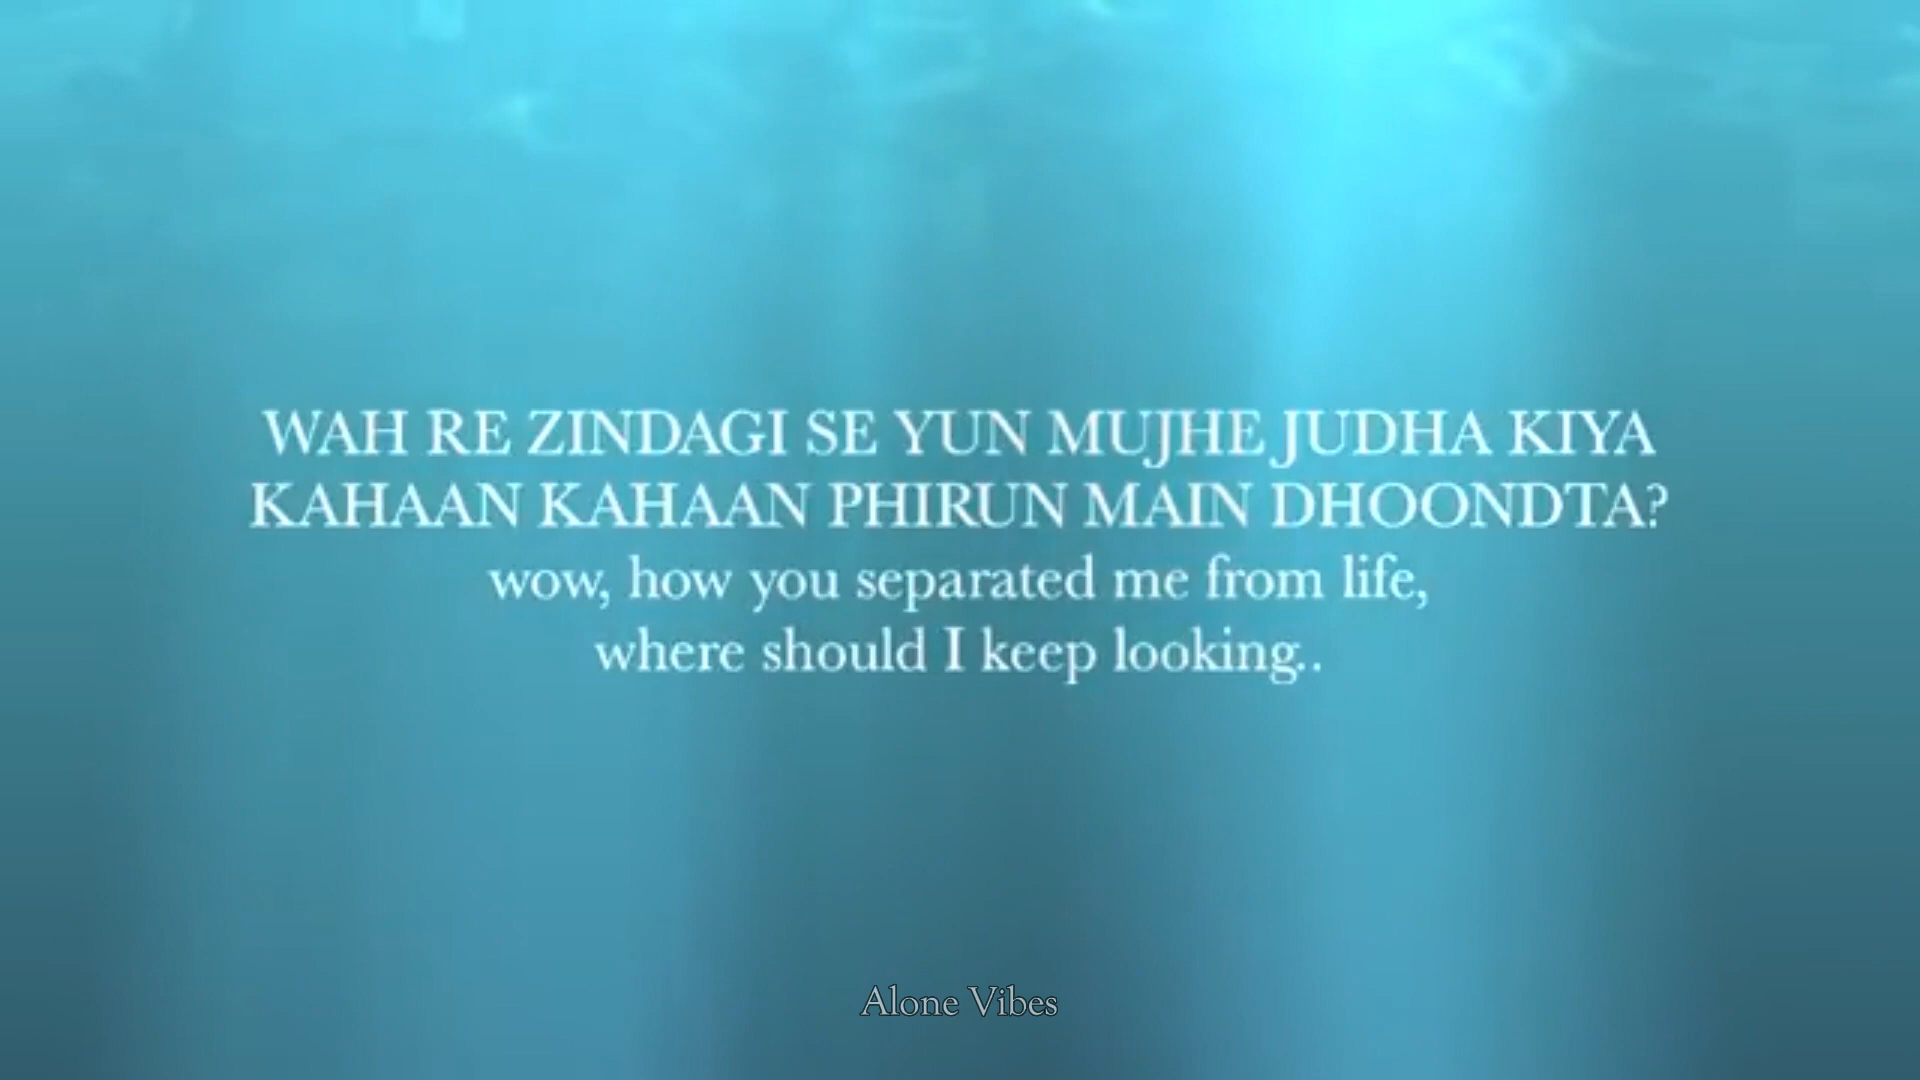 WAH RE ZINDAGI SE YUN MUJHE JUDHA KIYA
KAHAAN KAHAAN PHIRUN MAIN DHOONDTA?
wow, how you separated me from life,
where should I keep looking..
Alone Vibes